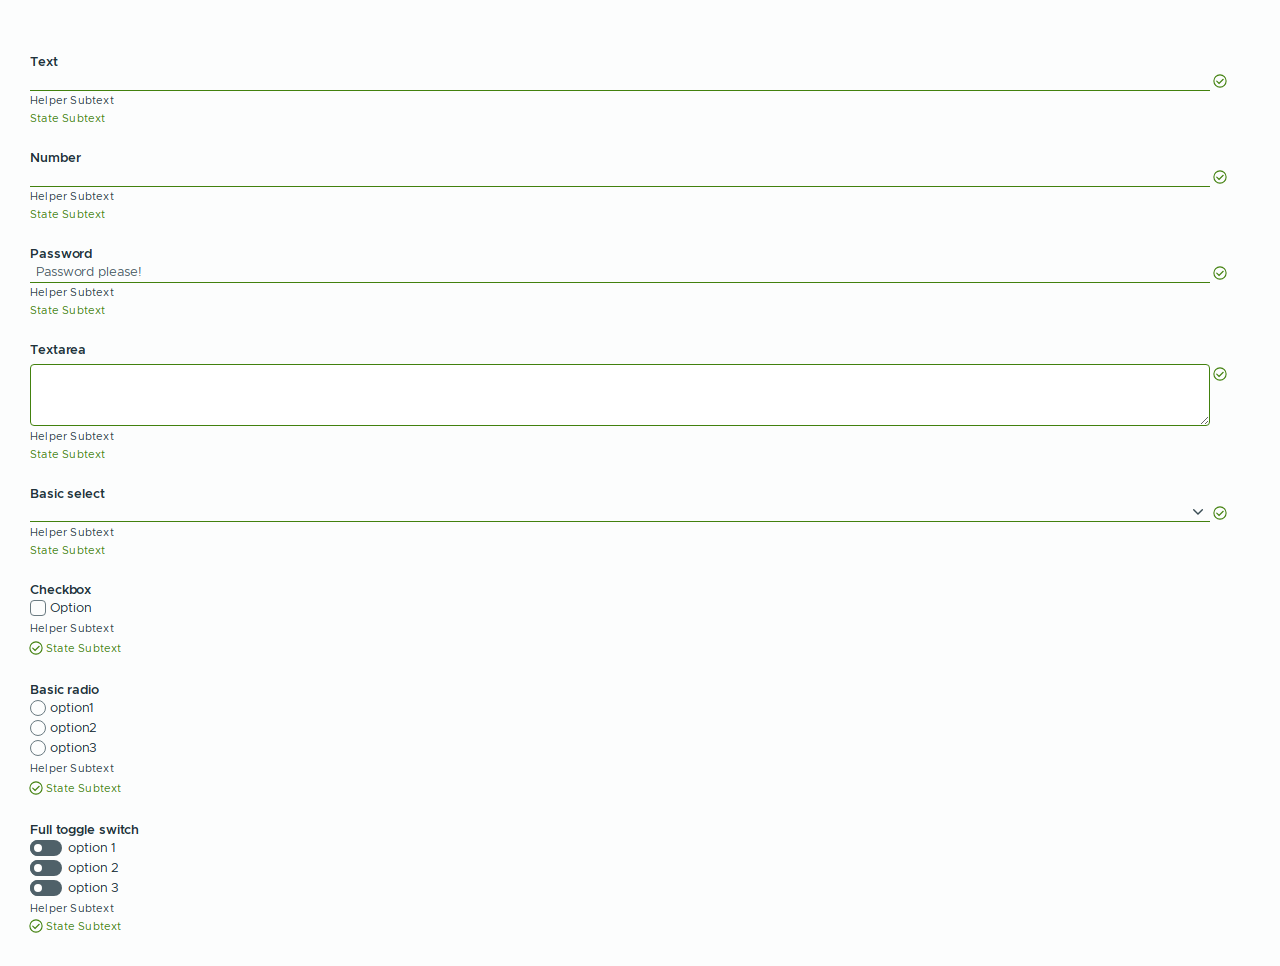 Text
Helper Subtext
State Subtext
Number
Helper Subtext
State Subtext
Password
Password please!
Helper Subtext
State Subtext
Textarea
Helper Subtext
State Subtext
Basic select
Helper Subtext
State Subtext
Checkbox
Option
Helper Subtext
State Subtext
Basic radio
option1
option2
option3
Helper Subtext
State Subtext
Full toggle switch
option 1
option 2
option 3
Helper Subtext
State Subtext